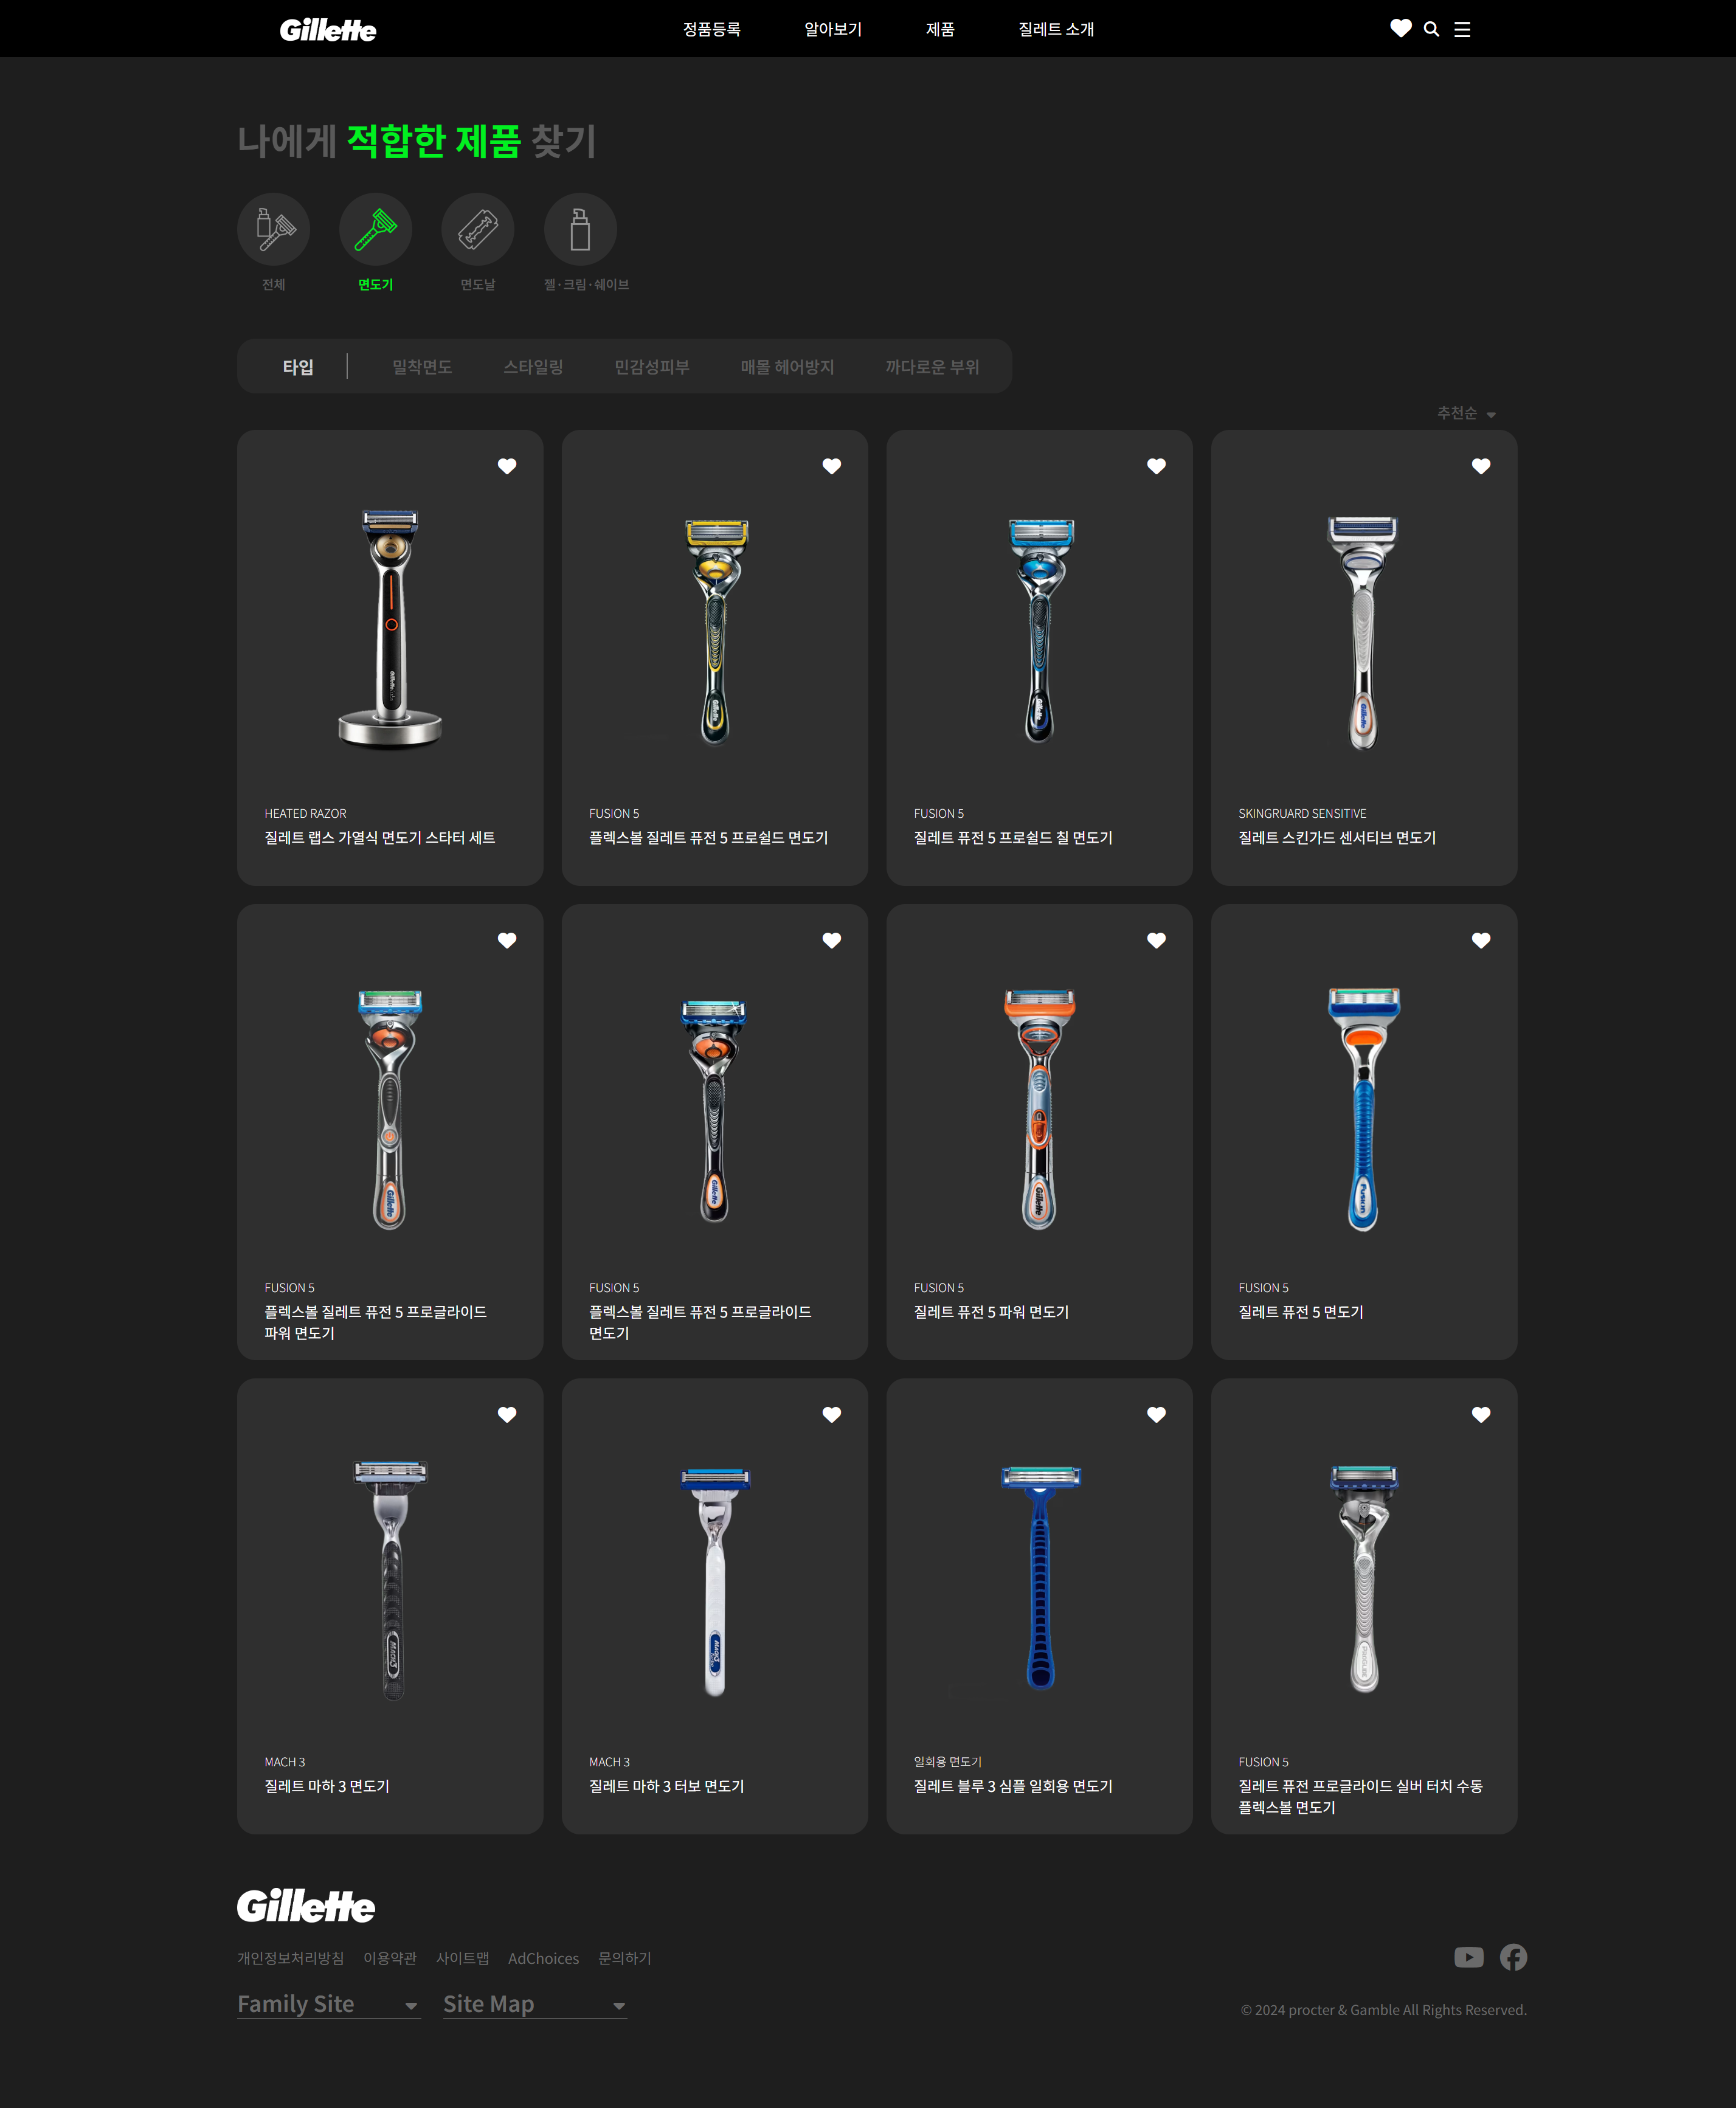 Gillette
정품등록 알아보기 제품 질레트 소개
나에게 적합한 제품 찾기
전체 면도기 면도날 젤·크림·쉐이브
타입 밀착면도 스타일링 민감성피부 매몰 헤어방지 까다로운 부위
추천순
HEATED RAZOR
질레트 랩스 가열식 면도기 스타터 세트
FUSION 5
플렉스볼 질레트 퓨전 5 프로쉴드 면도기
FUSION 5
질레트 퓨전 5 프로쉴드 칠 면도기
SKINGRUARD SENSITIVE
질레트 스킨가드 센서티브 면도기
FUSION 5
플렉스볼 질레트 퓨전 5 프로글라이드
파워 면도기
FUSION 5
플렉스볼 질레트 퓨전 5 프로글라이드
면도기
FUSION 5
질레트 퓨전 5 파워 면도기
FUSION 5
질레트 퓨전 5 면도기
MACH 3
질레트 마하 3 면도기
MACH 3
질레트 마하 3 터보 면도기
일회용 면도기
질레트 블루 3 심플 일회용 면도기
FUSION 5
질레트 퓨전 프로글라이드 실버 터치 수동
플렉스볼 면도기
Gillette
개인정보처리방침 이용약관 사이트맵 AdChoices 문의하기
Family Site Site Map
© 2024 procter & Gamble All Rights Reserved.